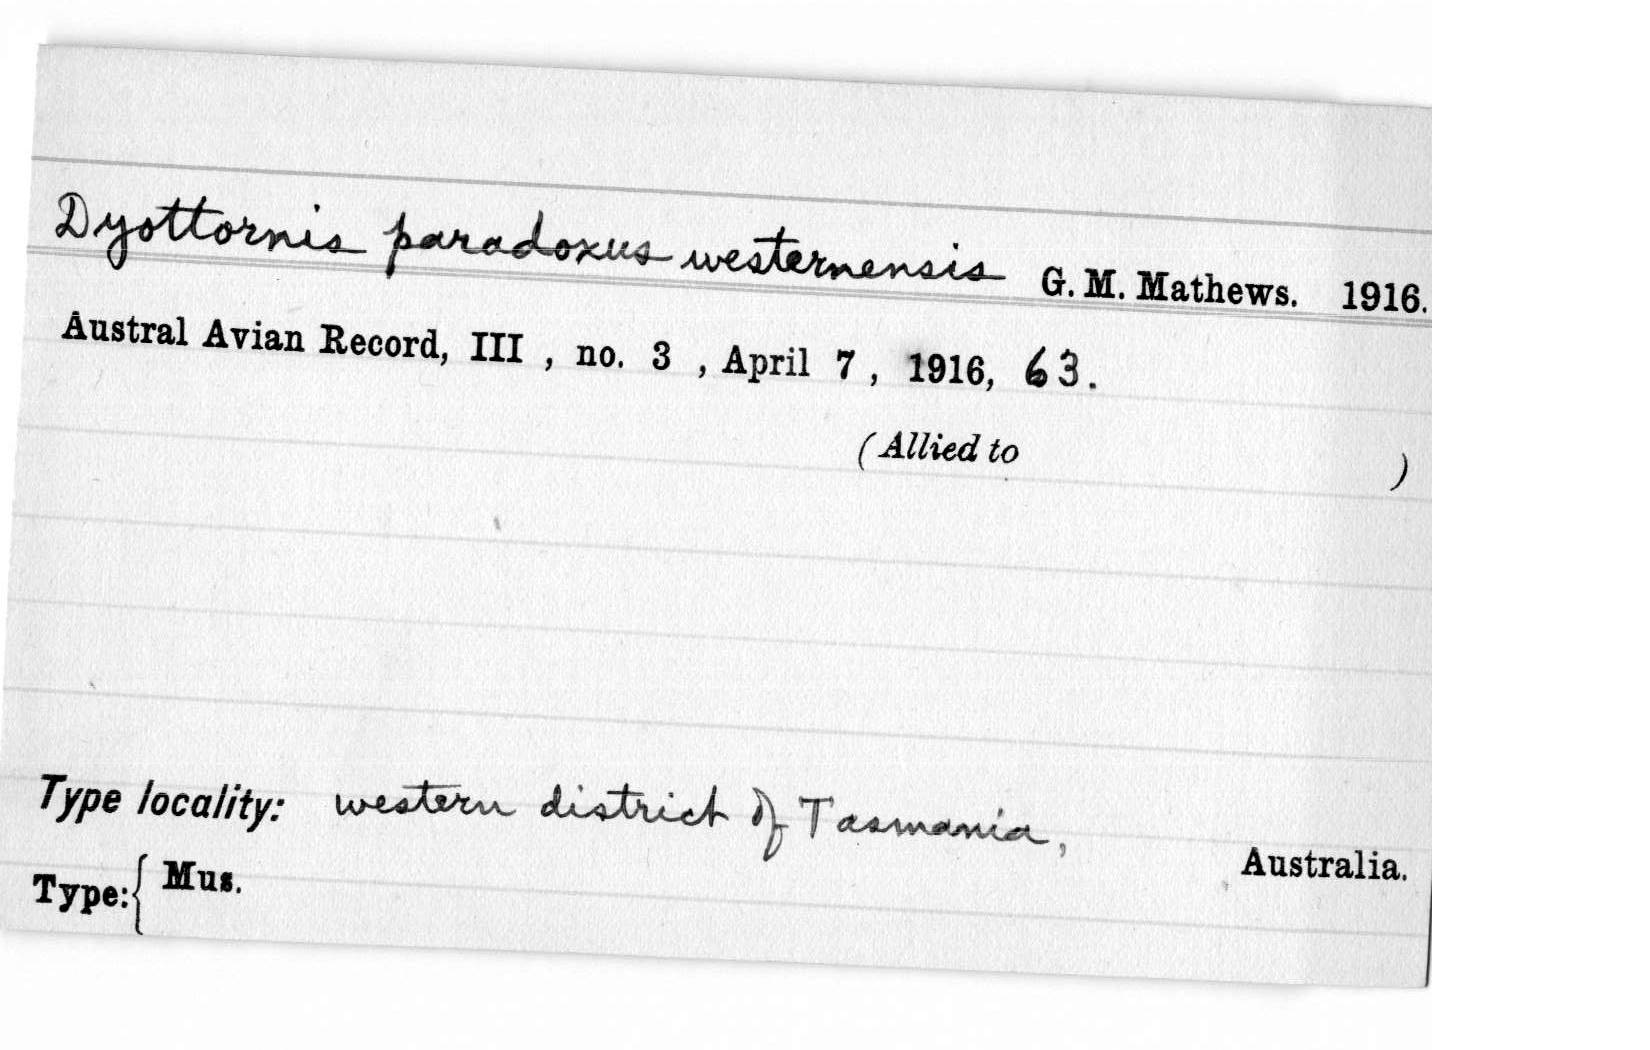 Dyottornis paradoxus westernensis G. M. Mathews. 1916.
Austral Avian Record, III , no. 3 , April 7 , 1916, 63.
(Allied to )
Type locality: western district of Tasmania, Australia.
Type:{ Mus.